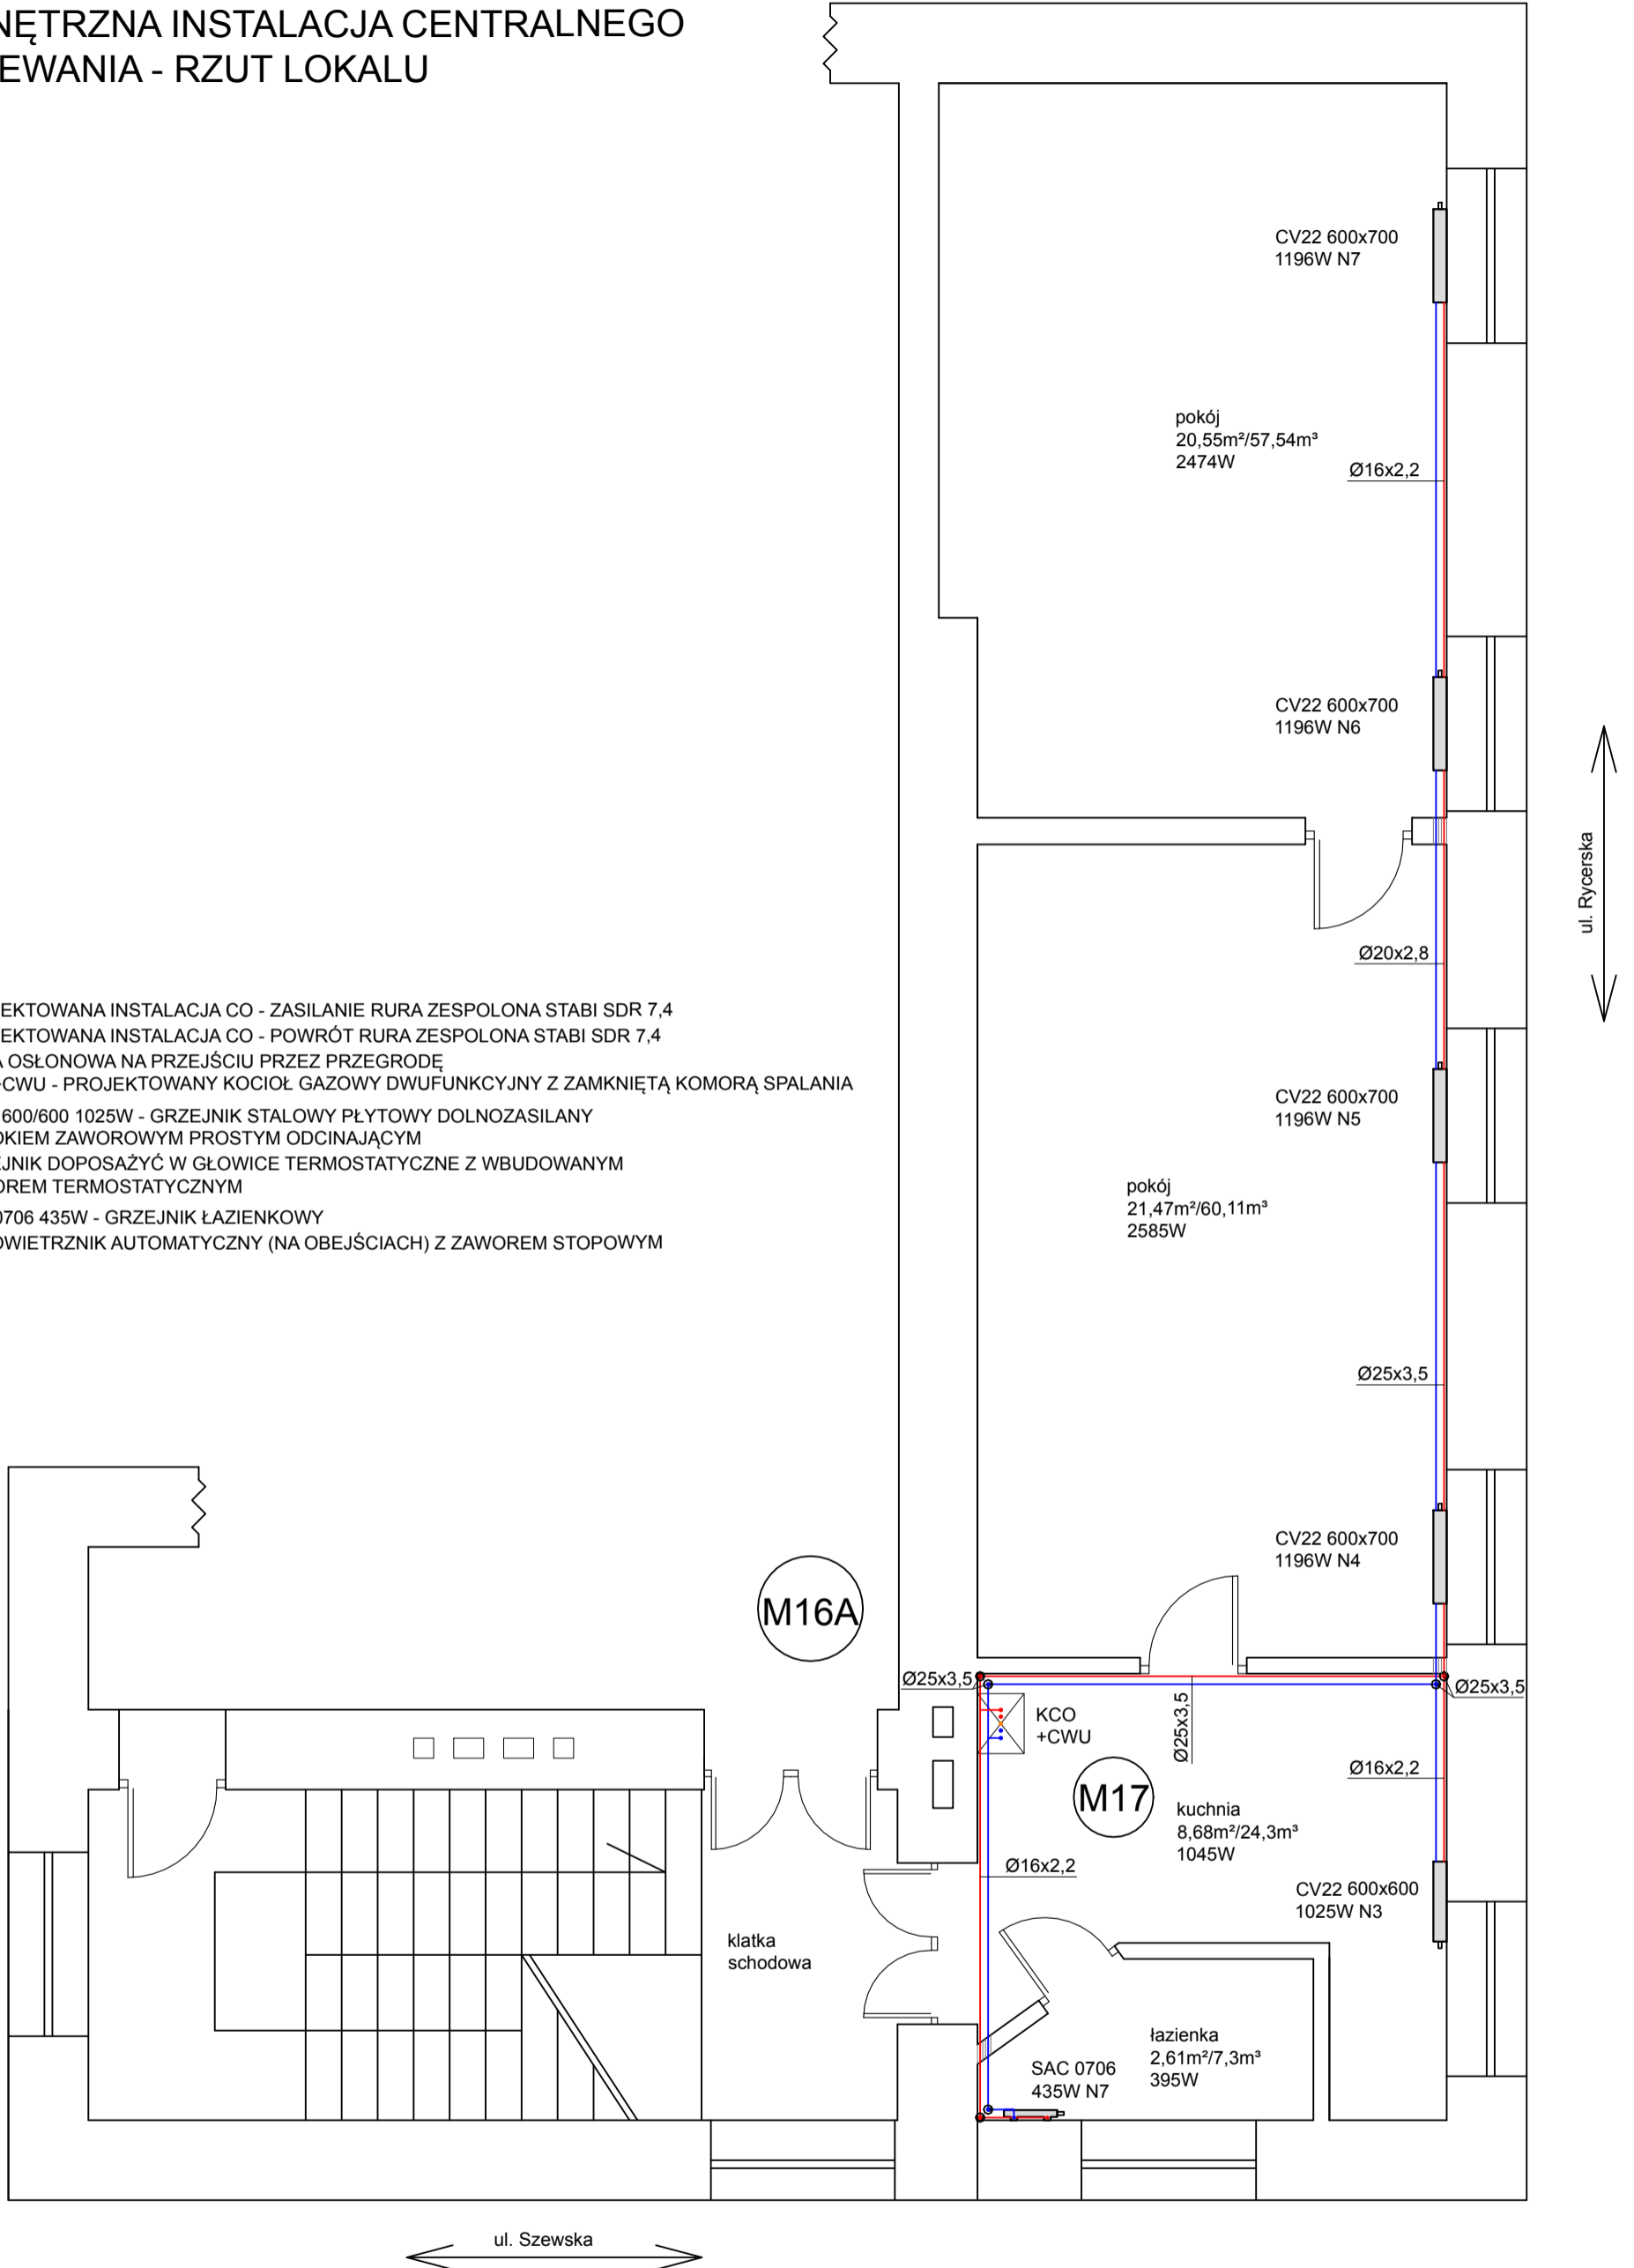 NĘTRZNA INSTALACJA CENTRALNEGO
EWANIA - RZUT LOKALU
CV22 600x700
1196W N7
pokój
20,55m²/57,54m³
2474W
Ø16x2,2
CV22 600x700
1196W N6
ul. Rycerska
Ø20x2,8
EKTOWANA INSTALACJA CO - ZASILANIE RURA ZESPOLONA STABI SDR 7,4
EKTOWANA INSTALACJA CO - POWRÓT RURA ZESPOLONA STABI SDR 7,4
A OSŁONOWA NA PRZEJŚCIU PRZEZ PRZEGRODĘ
+CWU - PROJEKTOWANY KOCIOŁ GAZOWY DWUFUNKCYJNY Z ZAMKNIĘTĄ KOMORĄ SPALANIA
600/600 1025W - GRZEJNIK STALOWY PŁYTOWY DOLNOZASILANY
OKIEM ZAWOROWYM PROSTYM ODCINAJĄCYM
EJNIK DOPOSAŻYĆ W GŁOWICE TERMOSTATYCZNE Z WBUDOWANYM
OREM TERMOSTATYCZNYM
0706 435W - GRZEJNIK ŁAZIENKOWY
OWIETRZNIK AUTOMATYCZNY (NA OBEJŚCIACH) Z ZAWOREM STOPOWYM
CV22 600x700
1196W N5
pokój
21,47m²/60,11m³
2585W
Ø25x3,5
CV22 600x700
1196W N4
M16A
Ø25x3,5
Ø25x3,5
KCO
+CWU
Ø25x3,5
Ø16x2,2
M17
kuchnia
8,68m²/24,3m³
1045W
Ø16x2,2
CV22 600x600
1025W N3
klatka
schodowa
łazienka
2,61m²/7,3m³
395W
SAC 0706
435W N7
ul. Szewska